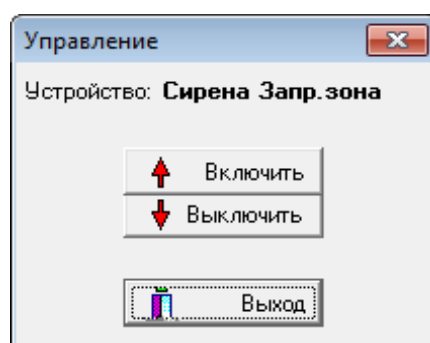 Управление
Устройство: Сирена Запр.зона
Включить
Выключить
Выход